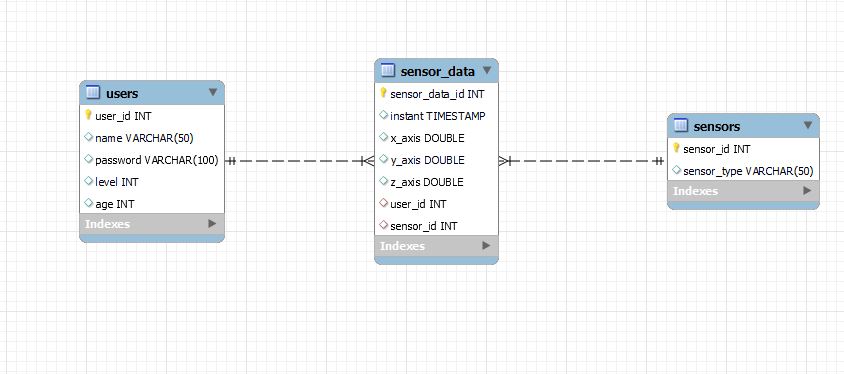 users
user_id INT
name VARCHAR(50)
password VARCHAR(100)
level INT
age INT
Indexes
sensor_data
sensor_data_id INT
instant TIMESTAMP
x_axis DOUBLE
y_axis DOUBLE
z_axis DOUBLE
user_id INT
sensor_id INT
Indexes
sensors
sensor_id INT
sensor_type VARCHAR(50)
Indexes